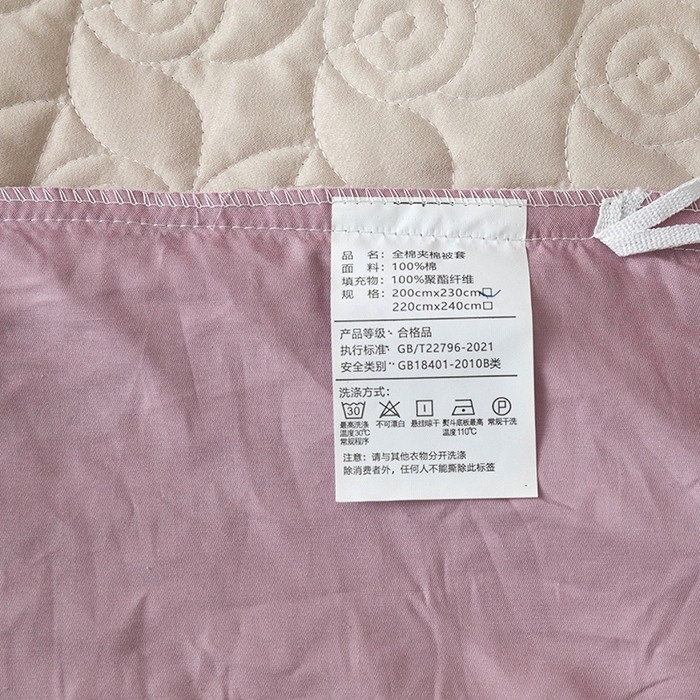 品 名：全棉夹棉被套
面 料：100%棉
填充物：100%聚酯纤维
规 格：200cmx230cm□
220cmx240cm□
产品等级：合格品
执行标准：GB/T22796-2021
安全类别：GB18401-2010B类
洗涤方式：
30 P
最高洗涤 不可漂白 悬挂晾干 熨斗底板最高 常规干洗
温度30℃ 温度110℃
常规程序
注意：请与其他衣物分开洗涤
除消费者外，任何人不能撕除此标签